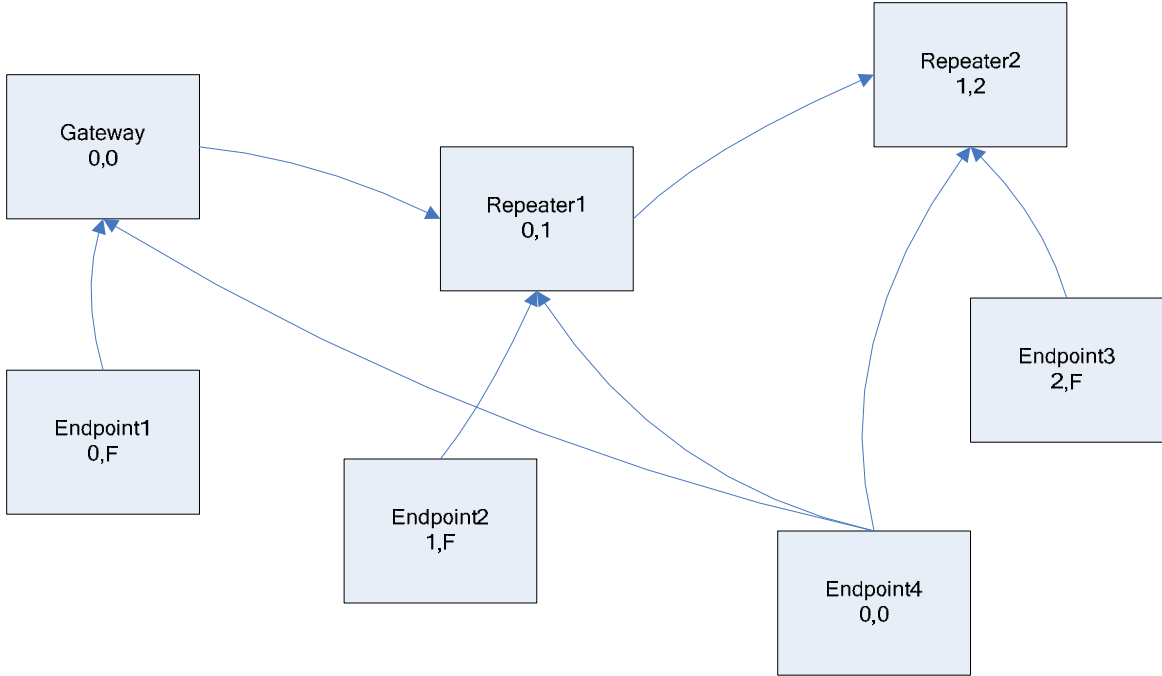 Gateway
0,0
Repeater1
0,1
Repeater2
1,2
Endpoint1
0,F
Endpoint2
1,F
Endpoint3
2,F
Endpoint4
0,0